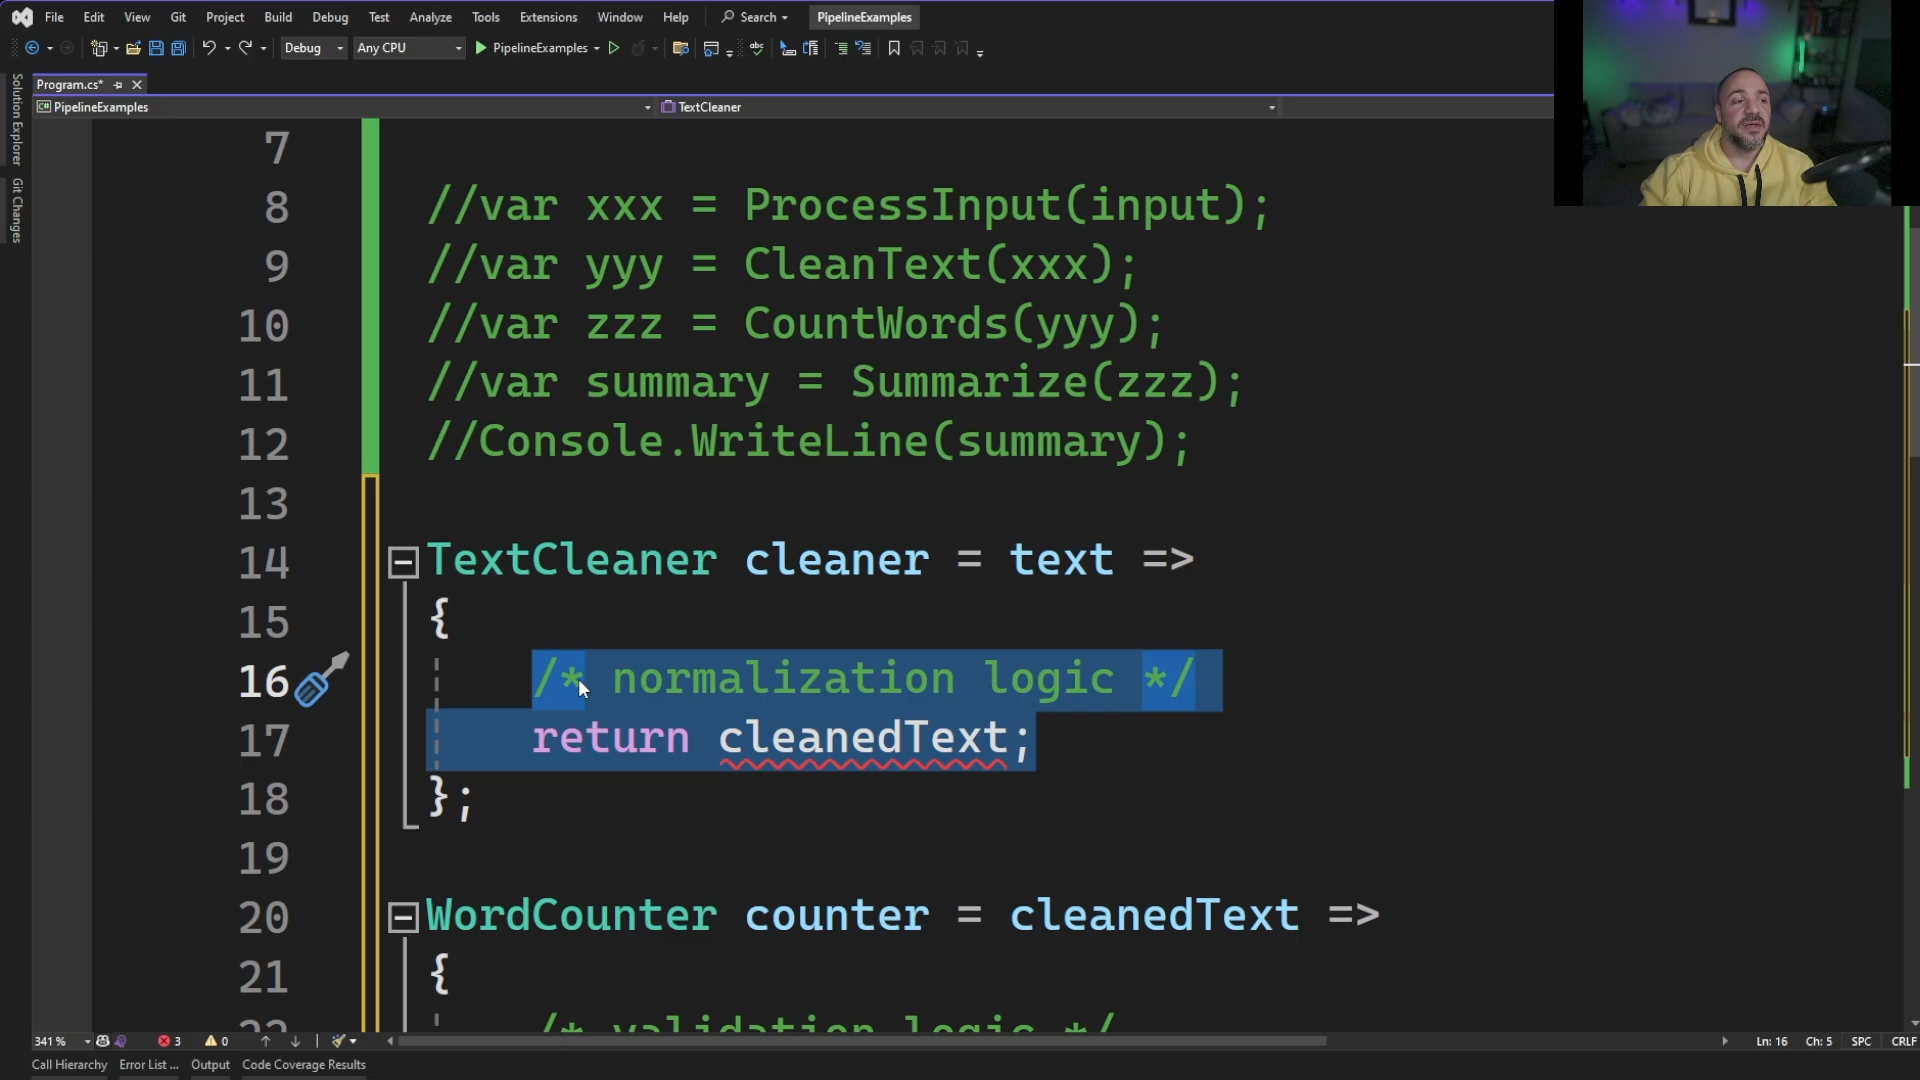 File Edit View Git Project Build Debug Test Analyze Tools Extensions Window Help Search PipelineExamples
Debug Any CPU PipelineExamples
Program.cs*
PipelineExamples TextCleaner
Solution Explorer
Git Changes
7
8 //var xxx = ProcessInput(input);
9 //var yyy = CleanText(xxx);
10 //var zzz = CountWords(yyy);
11 //var summary = Summarize(zzz);
12 //Console.WriteLine(summary);
13
14 TextCleaner cleaner = text =>
15 {
16 /* normalization logic */
17 return cleanedText;
18 };
19
20 WordCounter counter = cleanedText =>
21 {
22 /* validation logic */
341 % 3 0 Ln: 16 Ch: 5 SPC CRLF
Call Hierarchy Error List ... Output Code Coverage Results